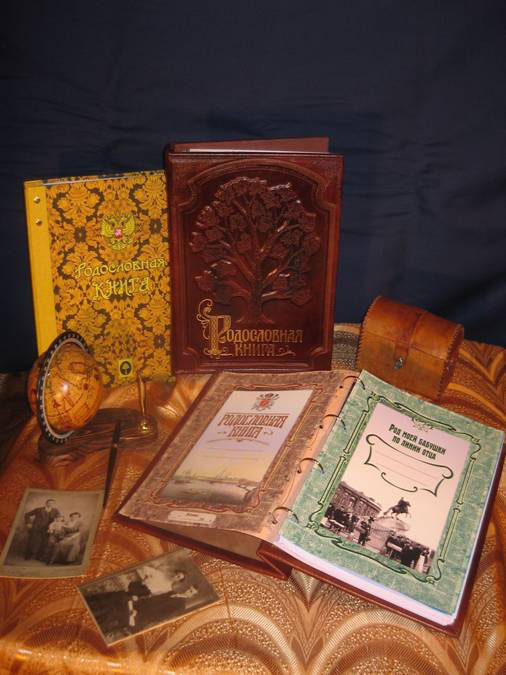 Родословная
книга
Родословная
книга
Родословная
книга
Род моей бабушки
по линии отца